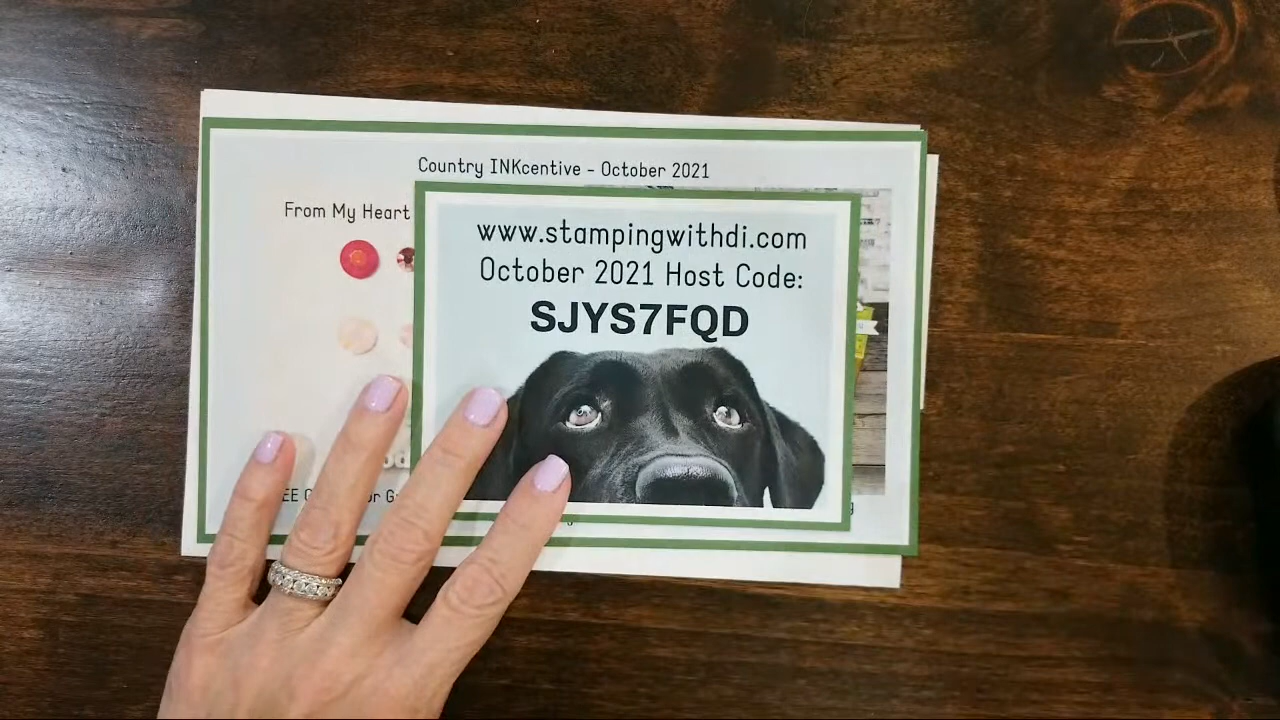 Country INKcentive - October 2021
From My Heart
www.stampingwithdi.com
October 2021 Host Code:
SJYS7FQD